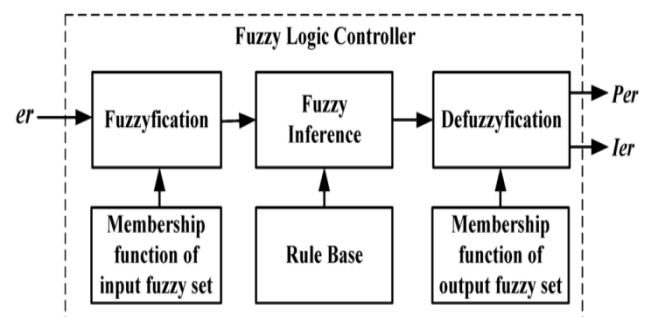 Fuzzy Logic Controller
er
Fuzzyfication
Fuzzy
Inference
Defuzzyfication
Per
Ier
Membership
function of
input fuzzy set
Rule Base
Membership
function of
output fuzzy set